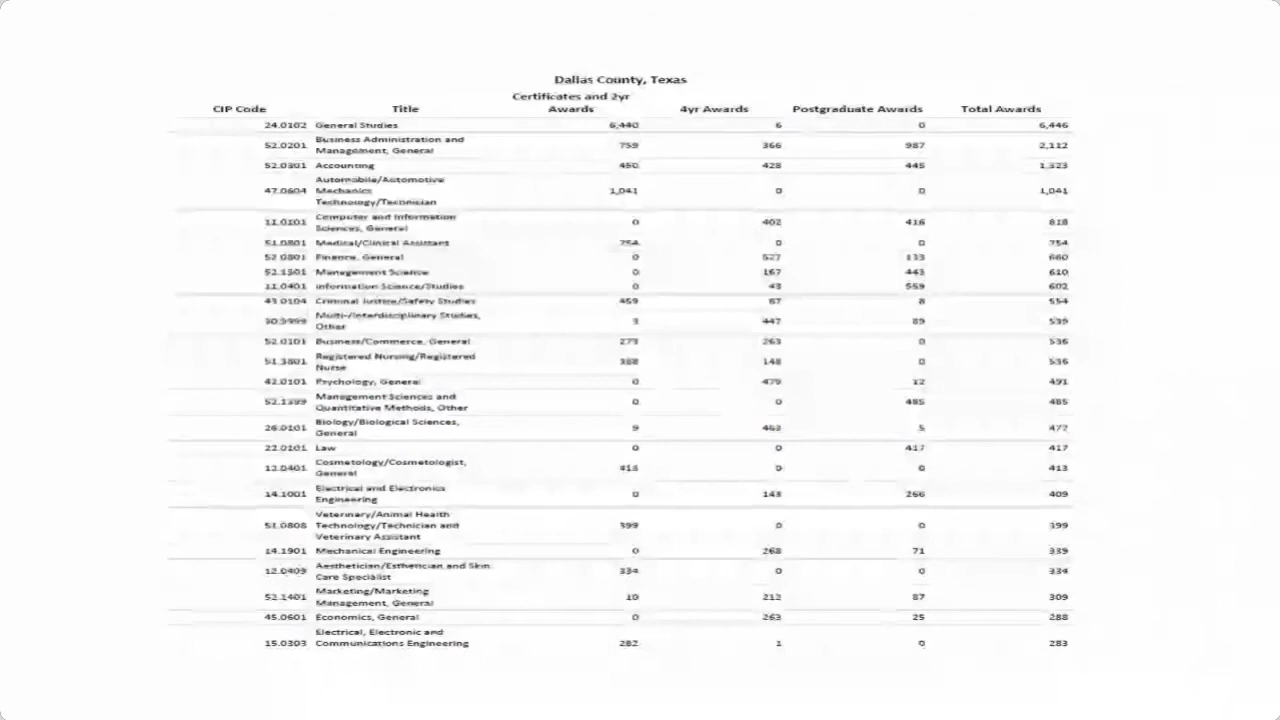 Dallas County, Texas
Certificates and 2yr
CIP Code Title Awards 4yr Awards Postgraduate Awards Total Awards
24.0102 General Studies 6,440 6 0 6,446
Business Administration and
52.0201 Management, General 759 366 987 2,112
52.0301 Accounting 450 428 445 1,323
Automobile/Automotive
47.0604 Mechanics 1,041 0 0 1,041
Technology/Technician
Computer and Information
11.0101 Sciences, General 0 402 416 818
51.0801 Medical/Clinical Assistant 754 0 0 754
52.0801 Finance, General 0 527 133 660
52.1301 Management Science 0 167 443 610
11.0401 Information Science/Studies 0 43 559 602
43.0104 Criminal Justice/Safety Studies 459 87 8 554
Multi-/Interdisciplinary Studies,
30.9999 Other 3 447 89 539
52.0101 Business/Commerce, General 273 263 0 536
Registered Nursing/Registered
51.3801 Nurse 388 148 0 536
42.0101 Psychology, General 0 479 12 491
Management Sciences and
52.1399 Quantitative Methods, Other 0 0 485 485
Biology/Biological Sciences,
26.0101 General 9 463 5 477
22.0101 Law 0 0 417 417
Cosmetology/Cosmetologist,
12.0401 General 413 0 0 413
Electrical and Electronics
14.1001 Engineering 0 143 266 409
Veterinary/Animal Health
51.0808 Technology/Technician and 399 0 0 399
Veterinary Assistant
14.1901 Mechanical Engineering 0 268 71 339
Aesthetician/Esthetician and Skin
12.0409 Care Specialist 334 0 0 334
Marketing/Marketing
52.1401 Management, General 10 212 87 309
45.0601 Economics, General 0 263 25 288
Electrical, Electronic and
15.0303 Communications Engineering 282 1 0 283